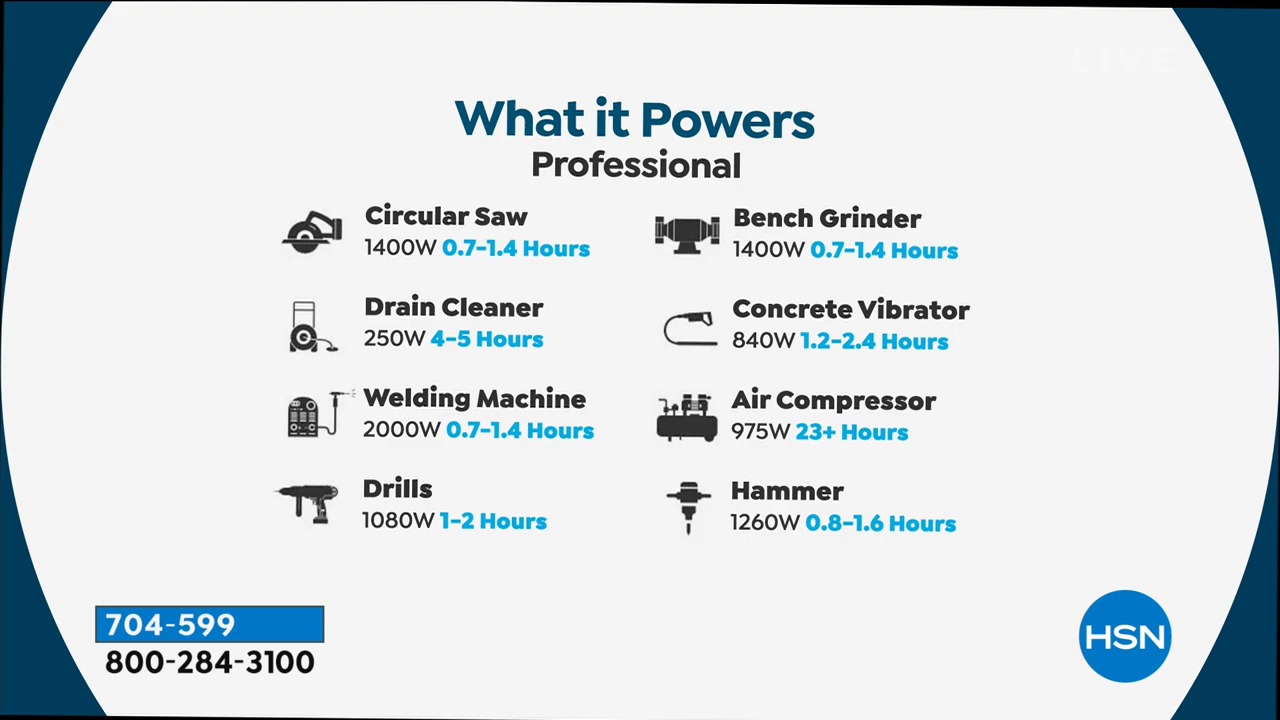 LIVE
What it Powers
Professional
Circular Saw
1400W 0.7-1.4 Hours
Bench Grinder
1400W 0.7-1.4 Hours
Drain Cleaner
250W 4-5 Hours
Concrete Vibrator
840W 1.2-2.4 Hours
Welding Machine
2000W 0.7-1.4 Hours
Air Compressor
975W 23+ Hours
Drills
1080W 1-2 Hours
Hammer
1260W 0.8-1.6 Hours
704-599
800-284-3100
HSN